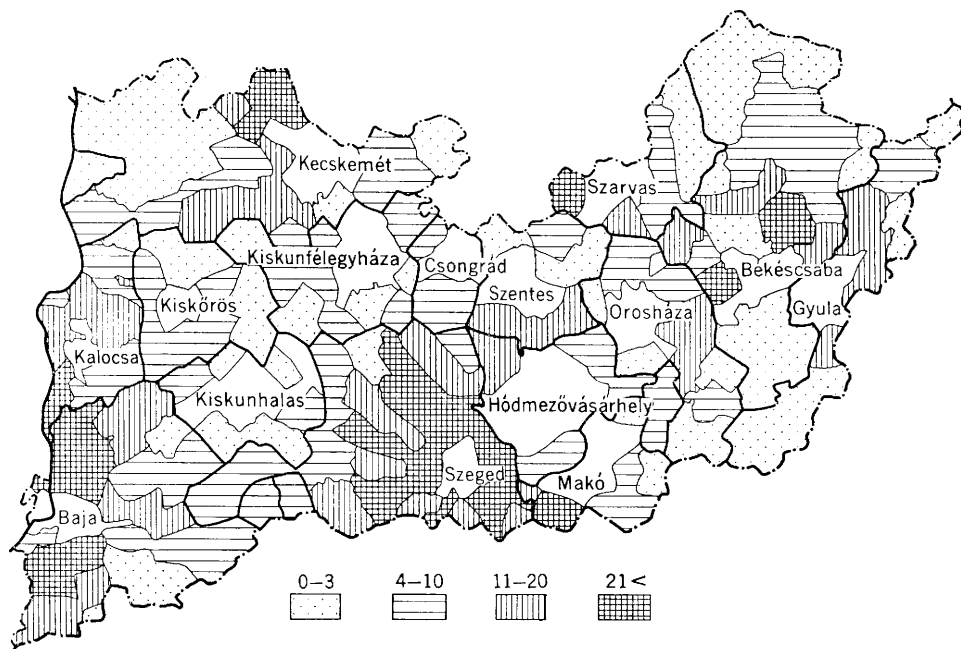 Kecskemét
Szarvas
Kiskunfélegyháza
Csongrád
Békéscsaba
Szentes
Kiskőrös
Orosháza
Gyula
Kalocsa
Kiskunhalas
Hódmezővásárhely
Szeged
Makó
Baja
0–3 4–10 11–20 21<